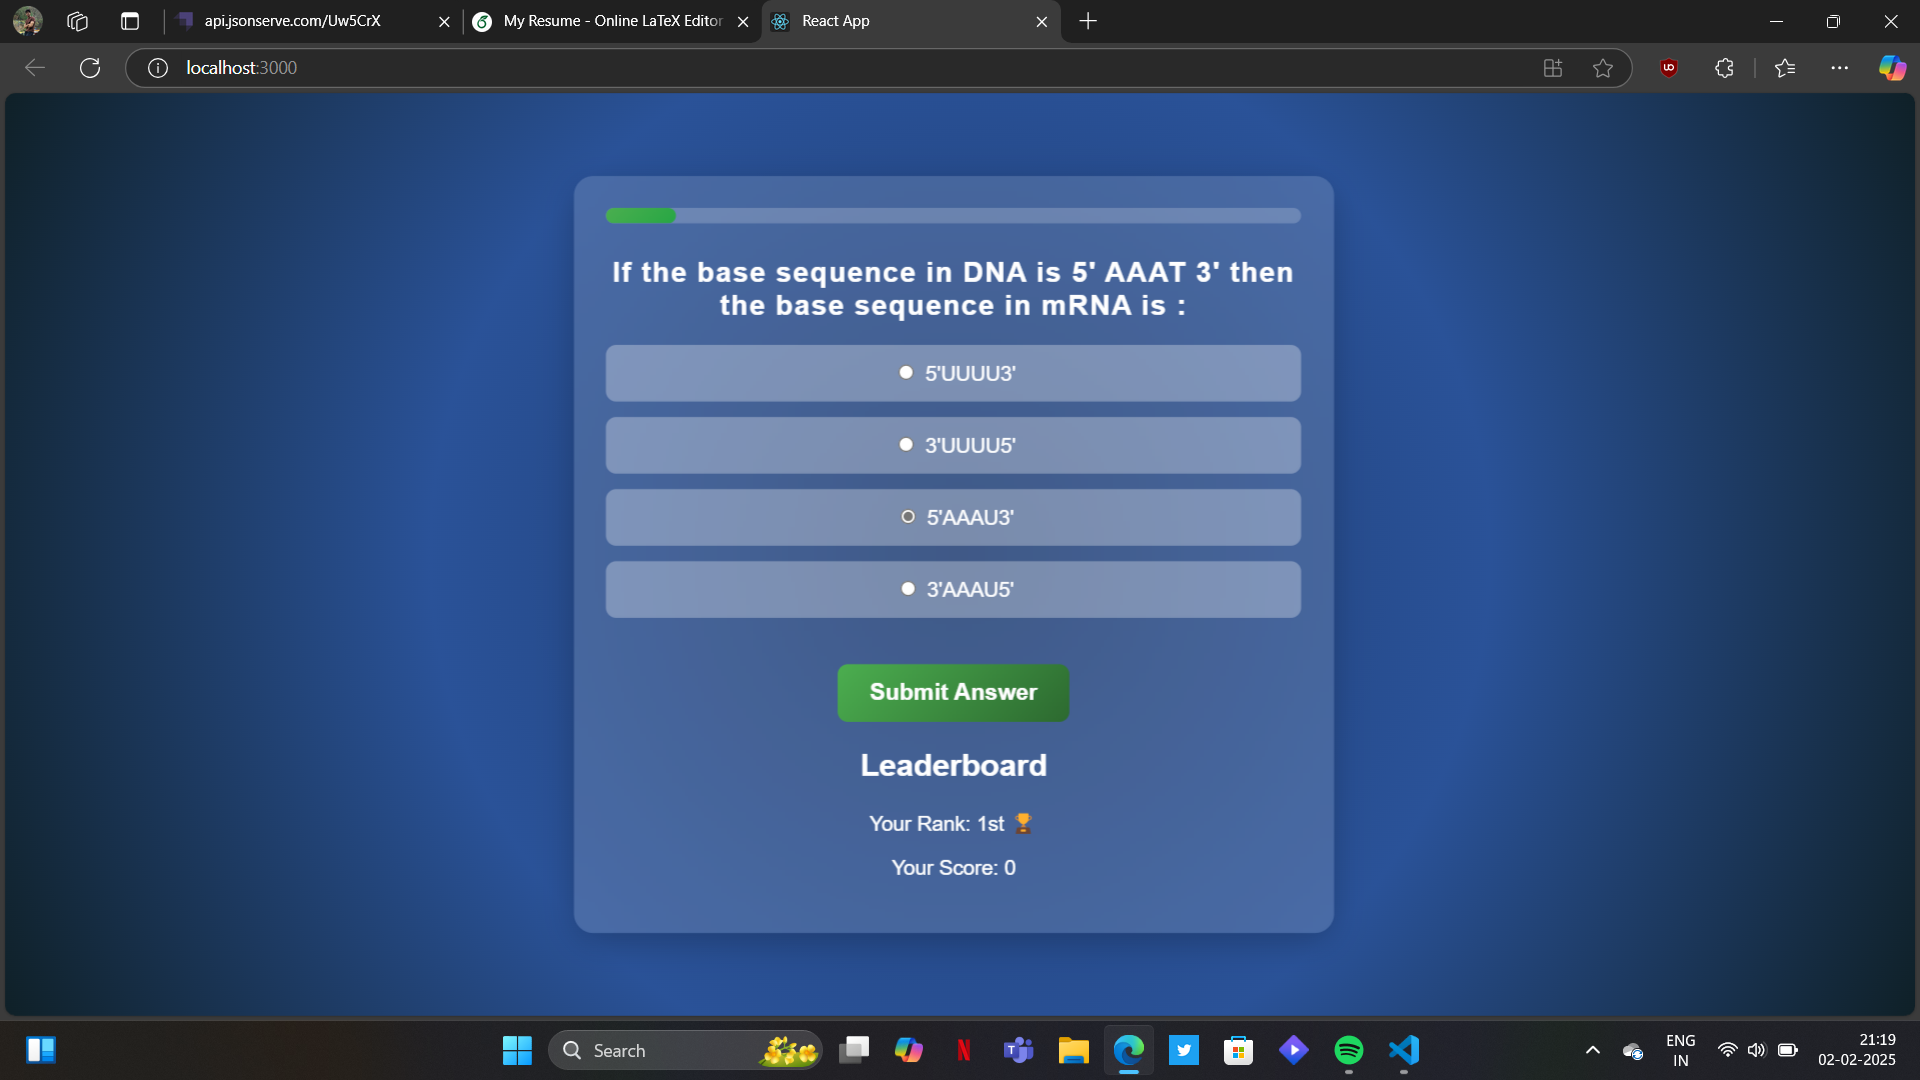 api.jsonserve.com/Uw5CrX
My Resume - Online LaTeX Editor
React App
localhost:3000
If the base sequence in DNA is 5' AAAT 3' then
the base sequence in mRNA is :
5'UUUU3'
3'UUUU5'
5'AAAU3'
3'AAAU5'
Submit Answer
Leaderboard
Your Rank: 1st 🏆
Your Score: 0
Search
ENG
IN
21:19
02-02-2025